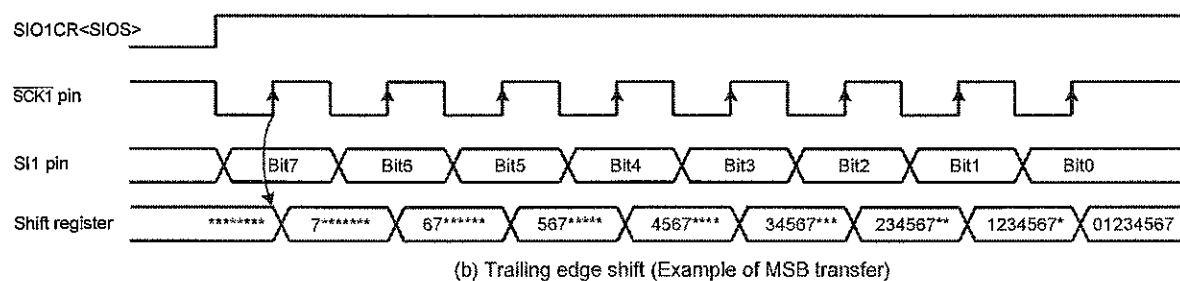 SIO1CR<SIOS>
SCK1 pin
SI1 pin Bit7 Bit6 Bit5 Bit4 Bit3 Bit2 Bit1 Bit0
Shift register ******** 7******* 67****** 567***** 4567**** 34567*** 234567** 1234567* 01234567
(b) Trailing edge shift (Example of MSB transfer)